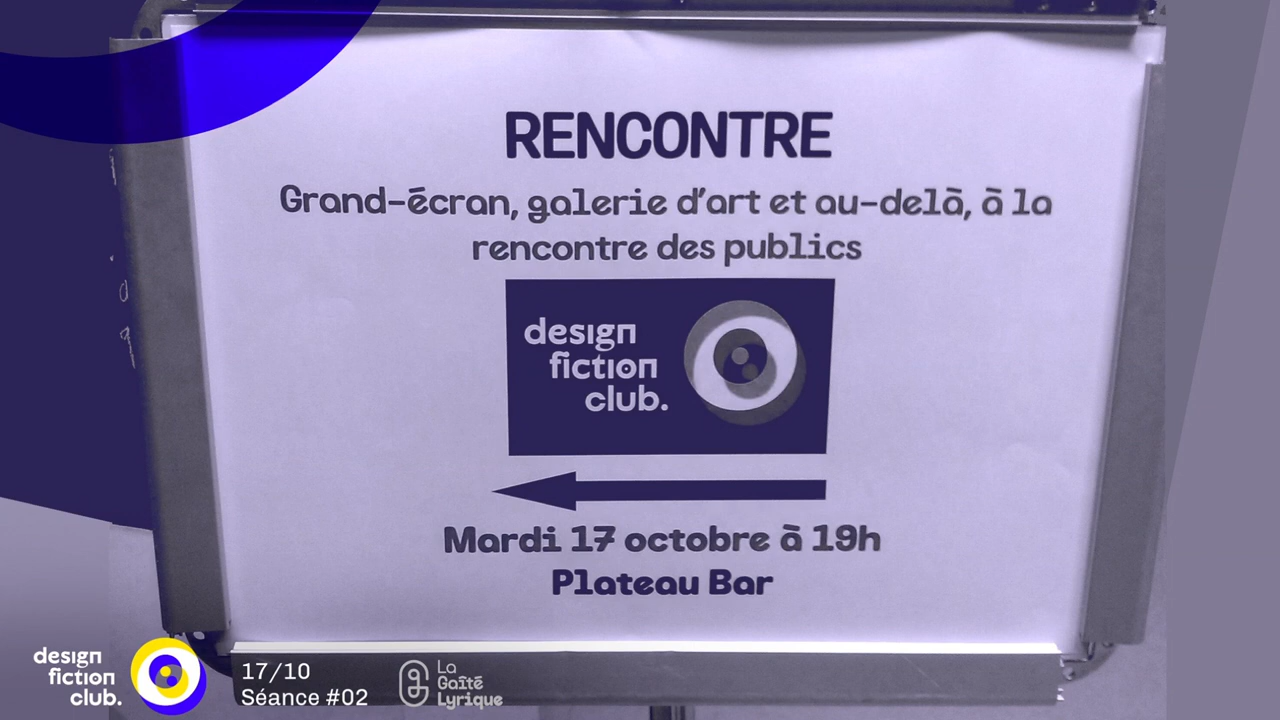 RENCONTRE
Grand-écran, galerie d'art et au-delà, à la
rencontre des publics
design
fiction
club.
Mardi 17 octobre à 19h
Plateau Bar
design
fiction
club.
17/10
Séance #02
La
Gaîté
Lyrique